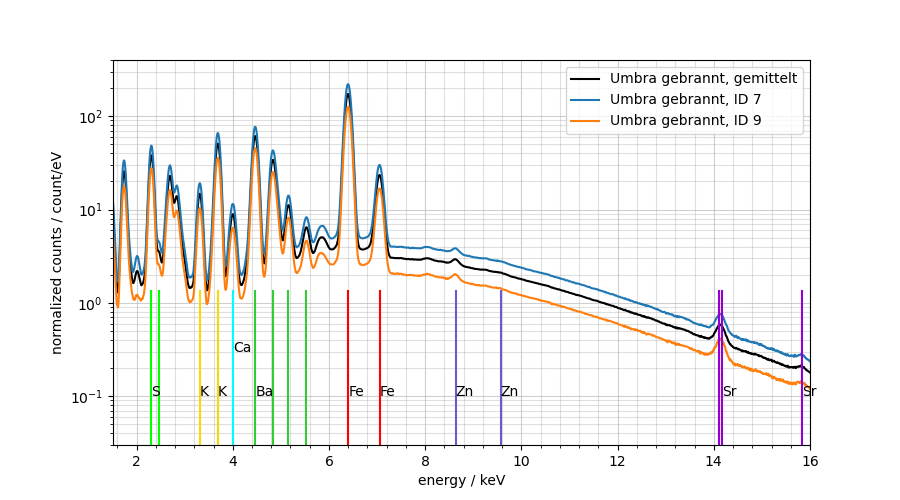 Umbra gebrannt, gemittelt
Umbra gebrannt, ID 7
Umbra gebrannt, ID 9
normalized counts / count/eV
10²
10¹
10⁰
10⁻¹
Ca
S K K Ba Fe Fe Zn Zn Sr Sr
2 4 6 8 10 12 14 16
energy / keV